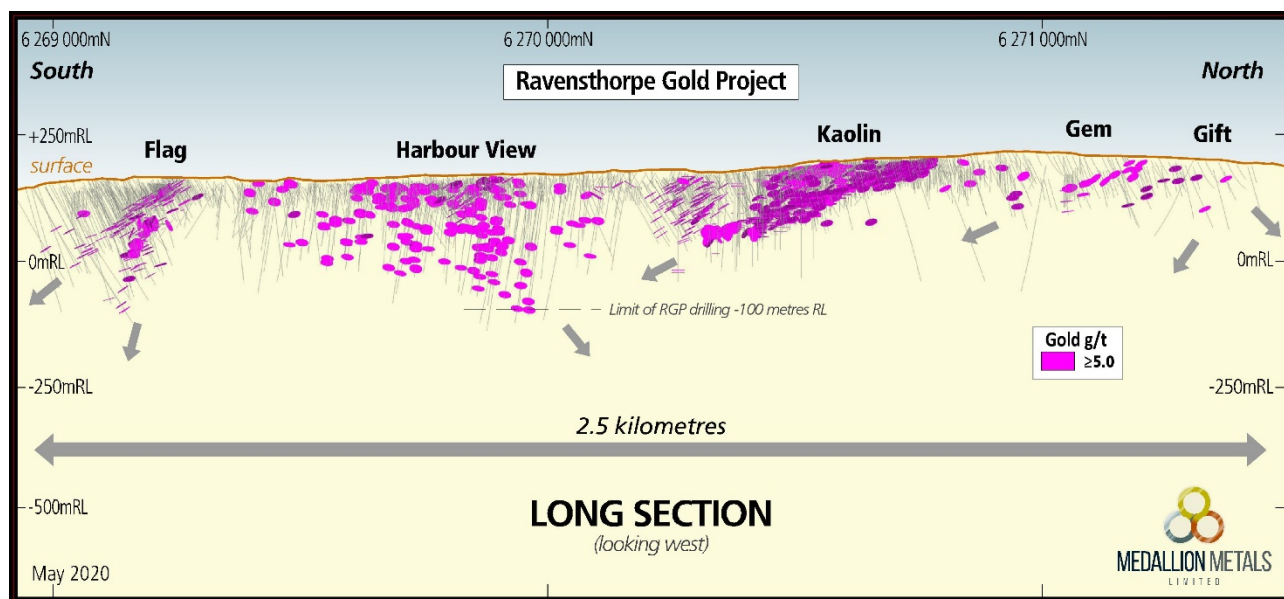 6 269 000mN
6 270 000mN
6 271 000mN
South
North
Ravensthorpe Gold Project
+250mRL
surface
Flag
Harbour View
Kaolin
Gem
Gift
0mRL
0mRL
Limit of RGP drilling -100 metres RL
Gold g/t
≥5.0
-250mRL
-250mRL
2.5 kilometres
-500mRL
LONG SECTION
(looking west)
May 2020
MEDALLION METALS
LIMITED